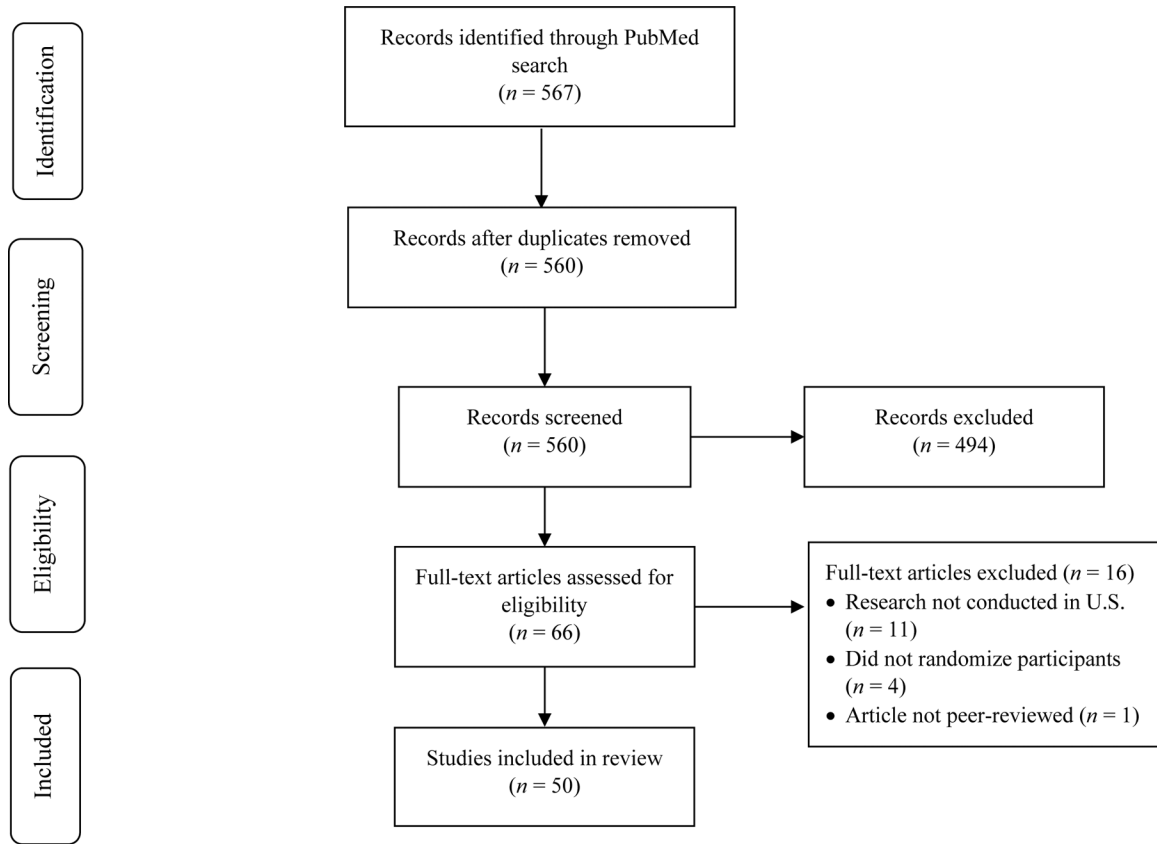 Identification
Records identified through PubMed
search
(n = 567)
Screening
Records after duplicates removed
(n = 560)
Records screened
(n = 560)
Records excluded
(n = 494)
Eligibility
Full-text articles assessed for
eligibility
(n = 66)
Full-text articles excluded (n = 16)
• Research not conducted in U.S.
(n = 11)
• Did not randomize participants
(n = 4)
• Article not peer-reviewed (n = 1)
Included
Studies included in review
(n = 50)